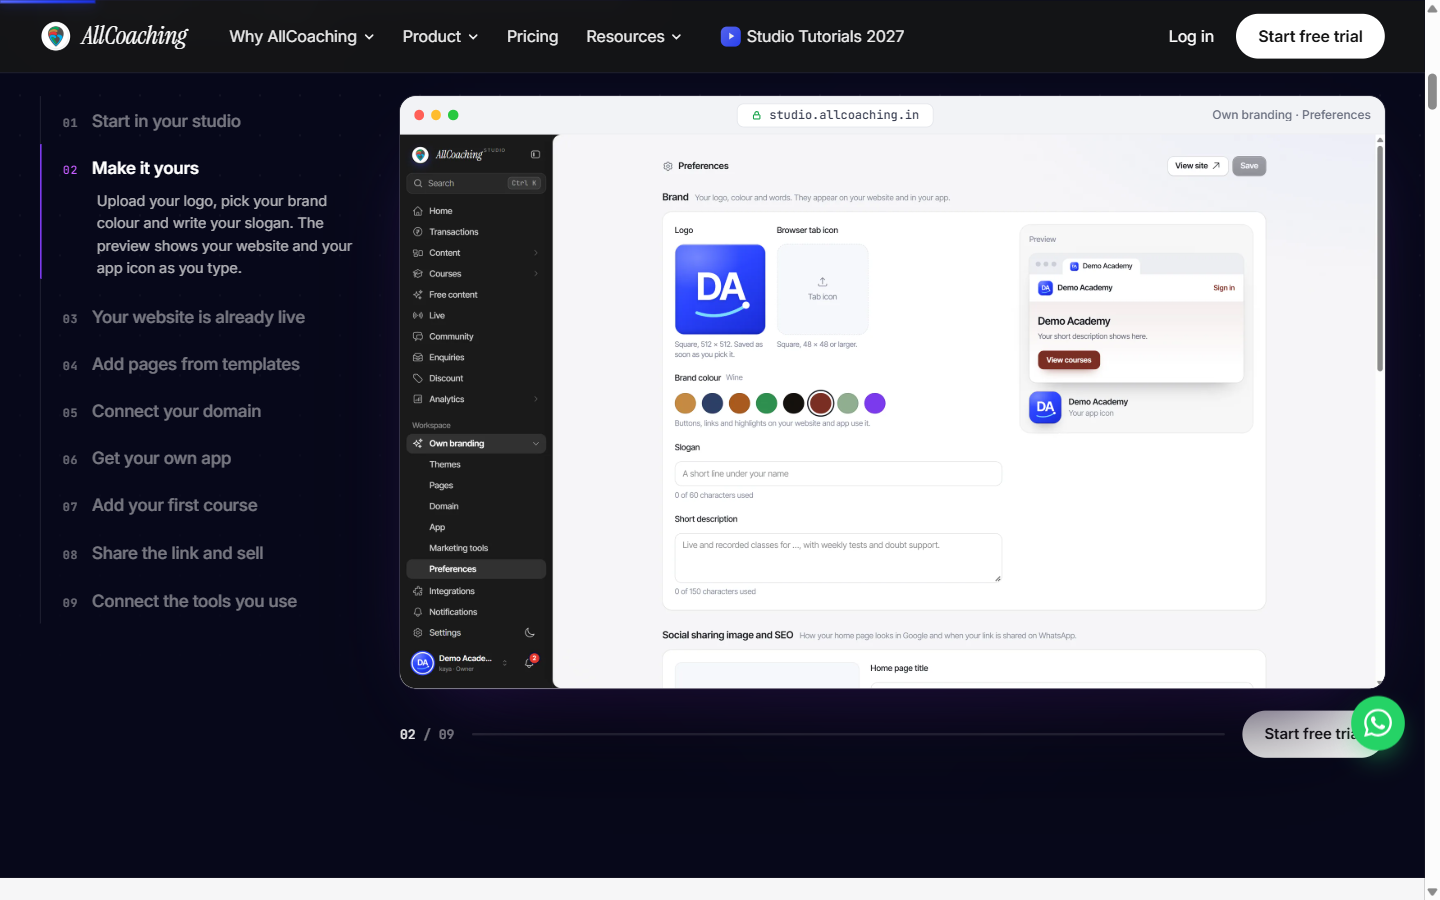 AllCoaching
Why AllCoaching
Product
Pricing
Resources
Studio Tutorials 2027
Log in
Start free trial
01 Start in your studio
02 Make it yours
Upload your logo, pick your brand
colour and write your slogan. The
preview shows your website and your
app icon as you type.
03 Your website is already live
04 Add pages from templates
05 Connect your domain
06 Get your own app
07 Add your first course
08 Share the link and sell
09 Connect the tools you use
studio.allcoaching.in
Own branding · Preferences
AllCoaching STUDIO
Search Ctrl K
Home
Transactions
Content
Courses
Free content
Live
Community
Enquiries
Discount
Analytics
Workspace
Own branding
Themes
Pages
Domain
App
Marketing tools
Preferences
Integrations
Notifications
Settings
DA
Demo Acade...
keya · Owner
2
Preferences
View site
Save
Brand Your logo, colour and words. They appear on your website and in your app.
Logo
Browser tab icon
DA
Tab icon
Square, 512 × 512. Saved as
soon as you pick it.
Square, 48 × 48 or larger.
Brand colour Wine
Buttons, links and highlights on your website and app use it.
Slogan
A short line under your name
0 of 60 characters used
Short description
Live and recorded classes for ..., with weekly tests and doubt support.
0 of 150 characters used
Preview
DA Demo Academy
DA Demo Academy
Sign in
Demo Academy
Your short description shows here.
View courses
DA
Demo Academy
Your app icon
Social sharing image and SEO How your home page looks in Google and when your link is shared on WhatsApp.
Home page title
02 / 09
Start free tria